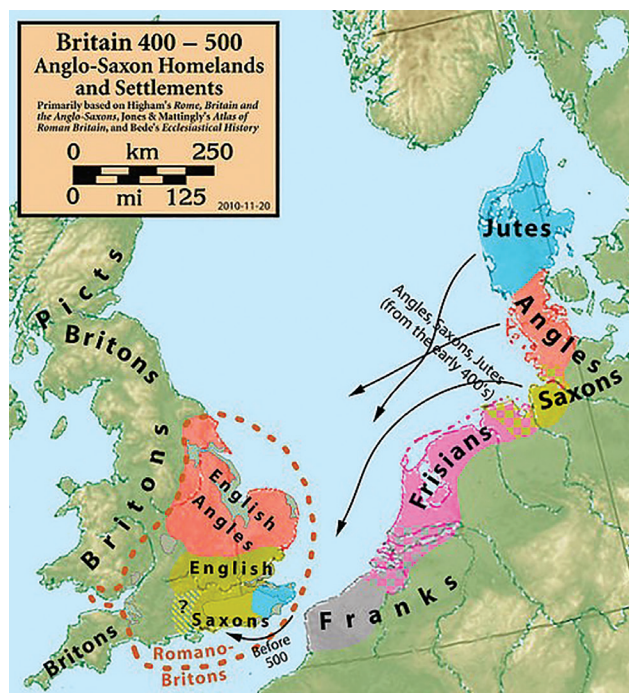 Britain 400 – 500
Anglo-Saxon Homelands
and Settlements
Primarily based on Higham's Rome, Britain and
the Anglo-Saxons, Jones & Mattingly's Atlas of
Roman Britain, and Bede's Ecclesiastical History
0 km 250
0 mi 125
2010-11-20
Jutes
Angles
Saxons
Angles, Saxons, Jutes
(from the early 400's)
Frisians
Franks
Picts
Britons
Britons
English
Angles
English
?
Saxons
Before
500
Britons
Romano-
Britons